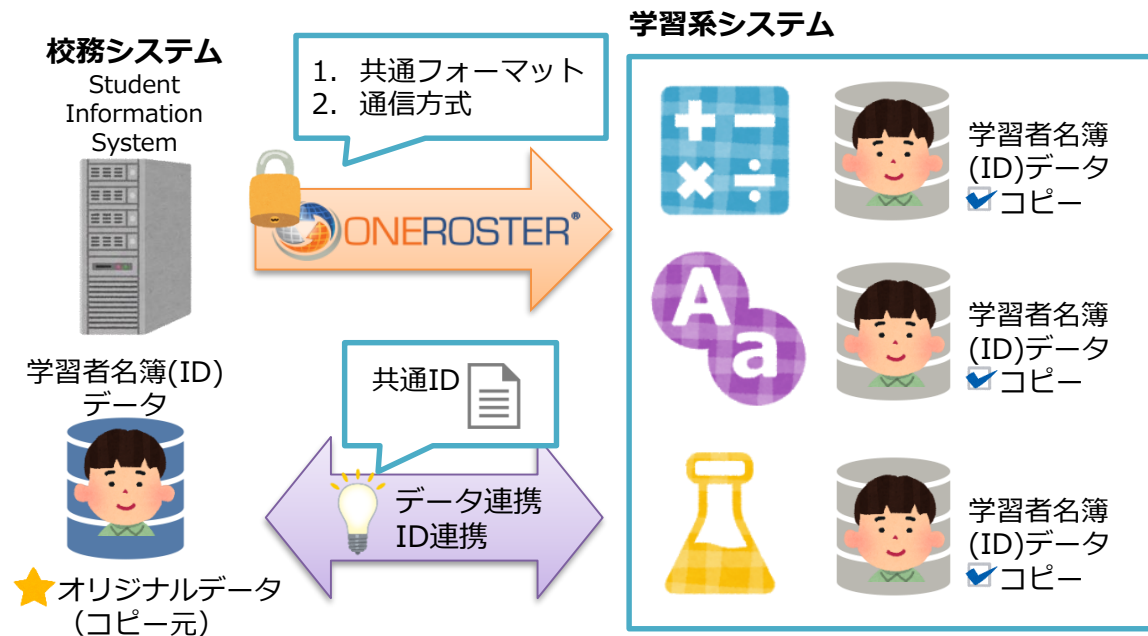 校務システム
Student
Information
System
1. 共通フォーマット
2. 通信方式
ONEROSTER®
学習者名簿(ID)
データ
オリジナルデータ
（コピー元）
共通ID
データ連携
ID連携
学習系システム
学習者名簿
(ID)データ
コピー
Aa
学習者名簿
(ID)データ
コピー
学習者名簿
(ID)データ
コピー